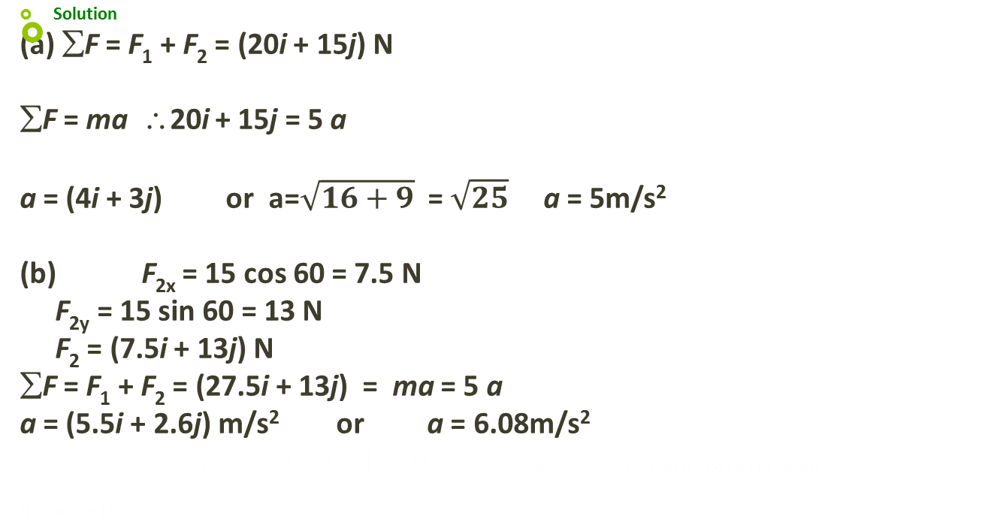 Solution
(a) ∑F = F₁ + F₂ = (20i + 15j) N
∑F = ma ∴ 20i + 15j = 5 a
a = (4i + 3j) or a=√16 + 9 = √25 a = 5m/s²
(b) F₂ₓ = 15 cos 60 = 7.5 N
F₂y = 15 sin 60 = 13 N
F₂ = (7.5i + 13j) N
∑F = F₁ + F₂ = (27.5i + 13j) = ma = 5 a
a = (5.5i + 2.6j) m/s² or a = 6.08m/s²